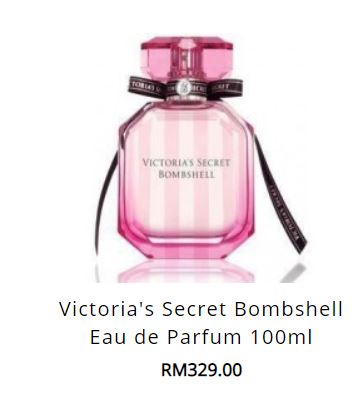 VICTORIA'S SECRET
BOMBSHELL
Victoria's Secret Bombshell
Eau de Parfum 100ml
RM329.00